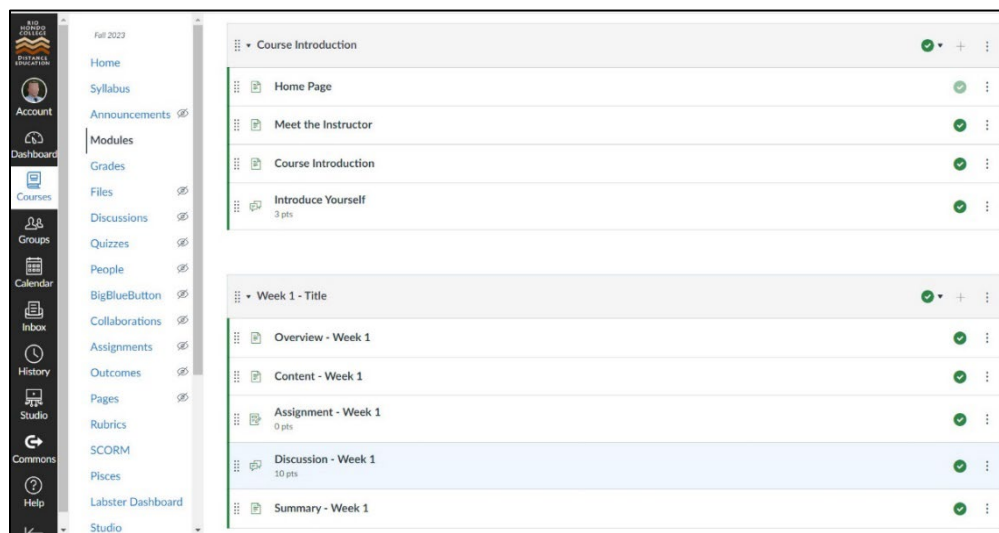 RIO
HONDO
COLLEGE
DISTANCE
EDUCATION
Account
Dashboard
Courses
Groups
Calendar
Inbox
History
Studio
Commons
Help
Fall 2023
Home
Syllabus
Announcements
Modules
Grades
Files
Discussions
Quizzes
People
BigBlueButton
Collaborations
Assignments
Outcomes
Pages
Rubrics
SCORM
Pisces
Labster Dashboard
Studio
Course Introduction
Home Page
Meet the Instructor
Course Introduction
Introduce Yourself
3 pts
Week 1 - Title
Overview - Week 1
Content - Week 1
Assignment - Week 1
0 pts
Discussion - Week 1
10 pts
Summary - Week 1